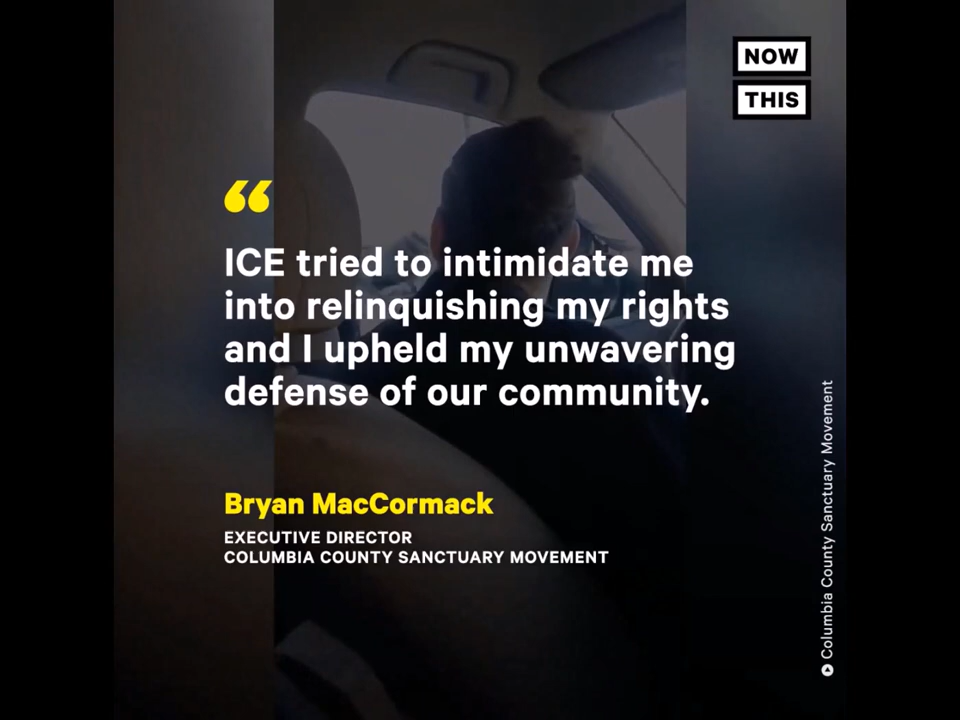 NOW
THIS
“
ICE tried to intimidate me
into relinquishing my rights
and I upheld my unwavering
defense of our community.
Bryan MacCormack
EXECUTIVE DIRECTOR
COLUMBIA COUNTY SANCTUARY MOVEMENT
Columbia County Sanctuary Movement